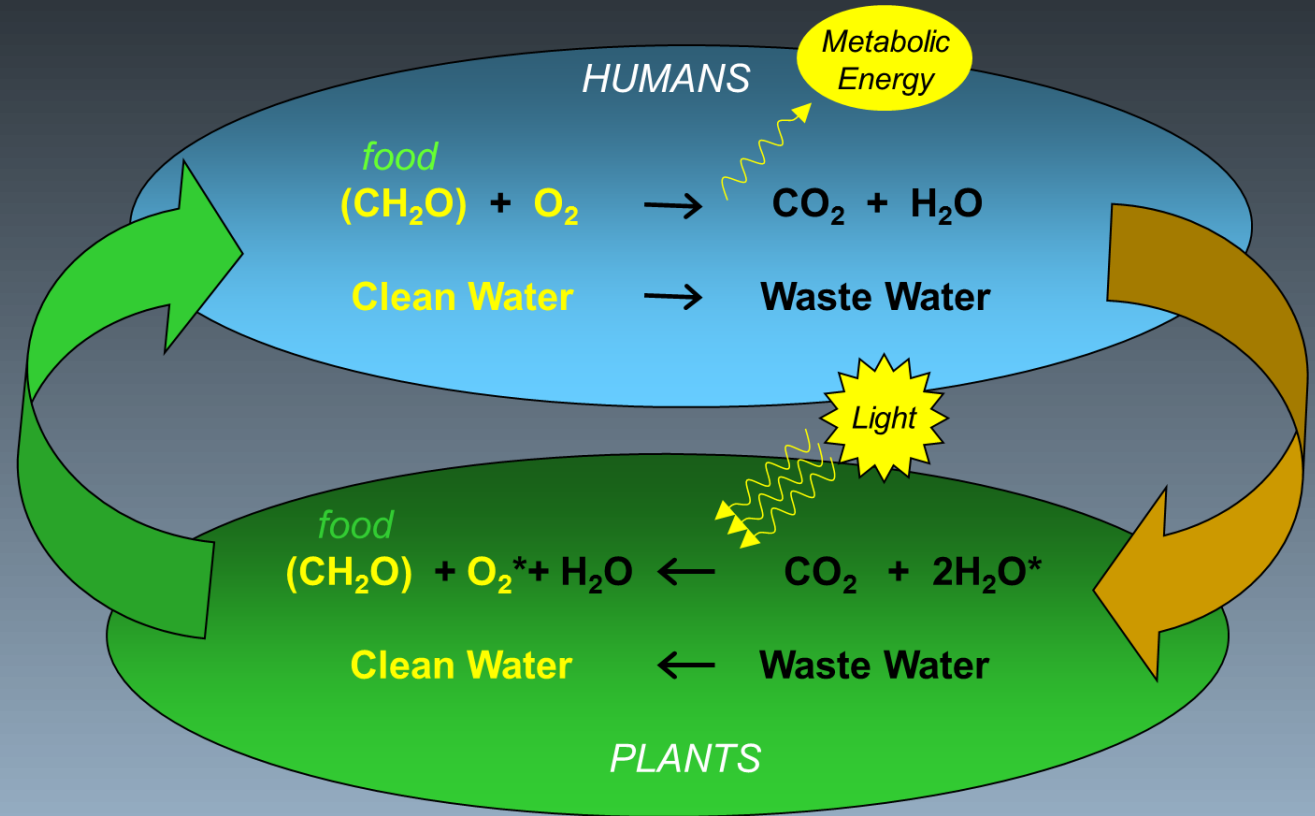 Metabolic
Energy
HUMANS
food
(CH₂O) + O₂ → CO₂ + H₂O
Clean Water → Waste Water
Light
food
(CH₂O) + O₂*+ H₂O ← CO₂ + 2H₂O*
Clean Water ← Waste Water
PLANTS